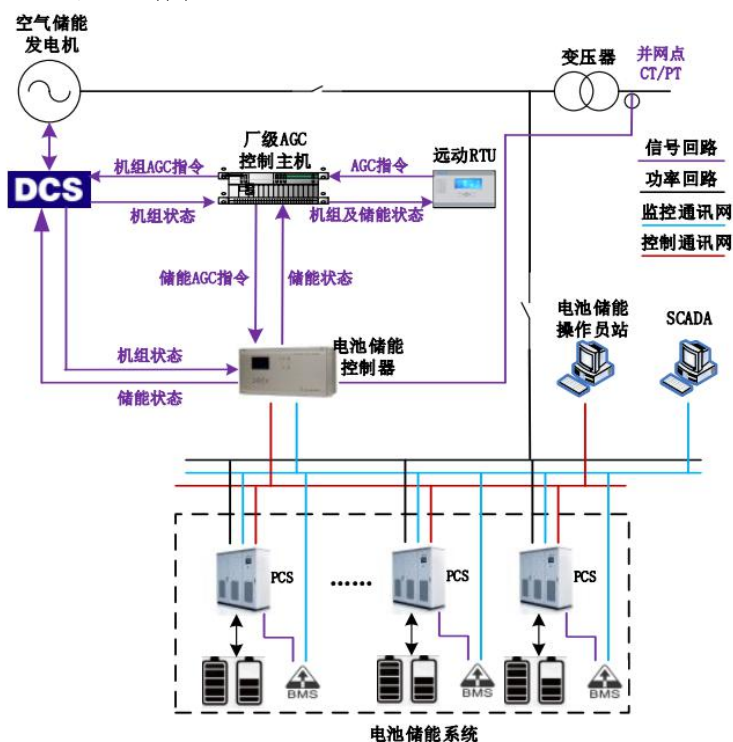 空气储能
发电机
变压器
并网点
CT/PT
厂级AGC
控制主机
机组AGC指令
AGC指令
远动RTU
信号回路
功率回路
监控通讯网
控制通讯网
DCS
机组状态
机组及储能状态
储能AGC指令
储能状态
电池储能
操作员站
SCADA
机组状态
电池储能
控制器
储能状态
PCS
......
PCS
PCS
BMS
BMS
BMS
电池储能系统